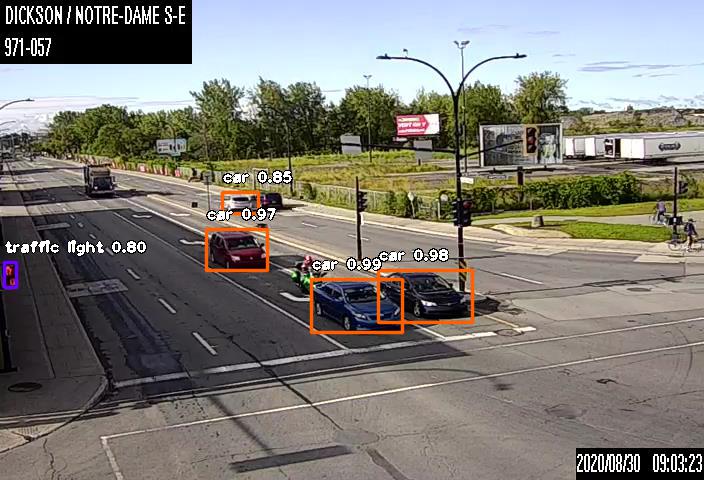 DICKSON / NOTRE-DAME S-E
971-057
car 0.85
car 0.97
traffic light 0.80
car 0.99
car 0.98
2020/08/30 09:03:23